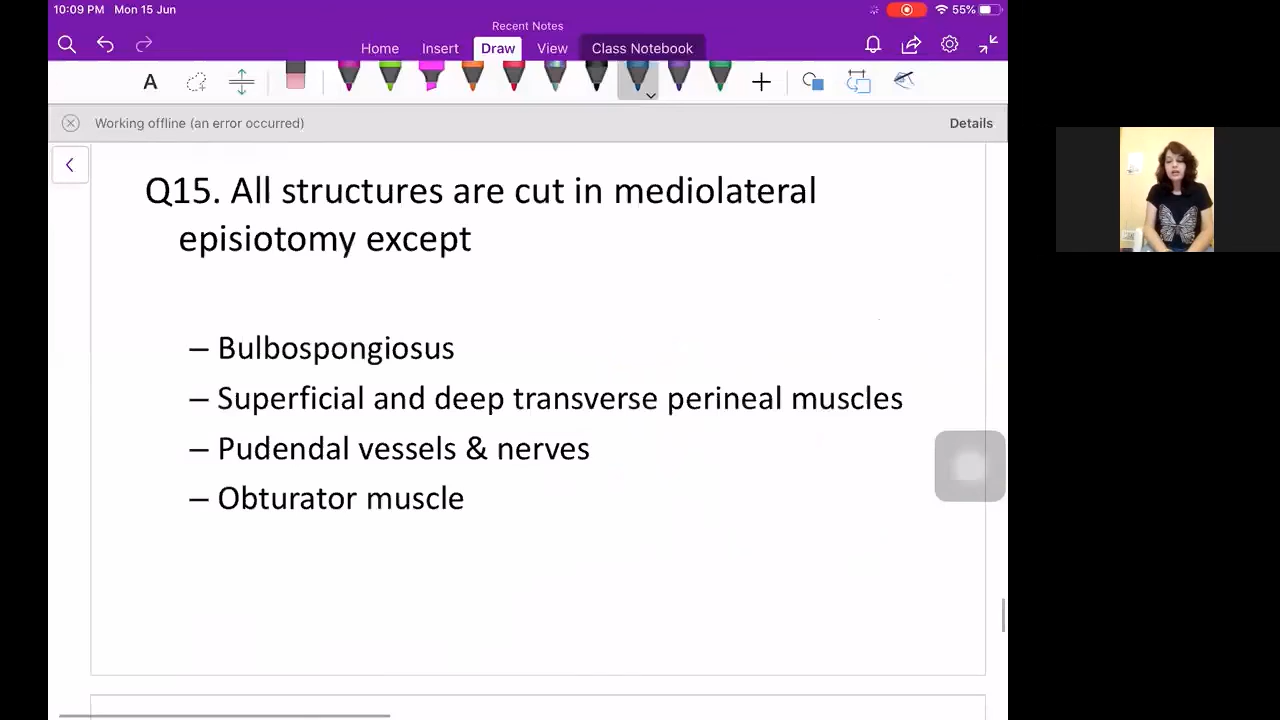 10:09 PM Mon 15 Jun
55%
Recent Notes
Home Insert Draw View Class Notebook
A
Working offline (an error occurred) Details
Q15. All structures are cut in mediolateral
episiotomy except
– Bulbospongiosus
– Superficial and deep transverse perineal muscles
– Pudendal vessels & nerves
– Obturator muscle